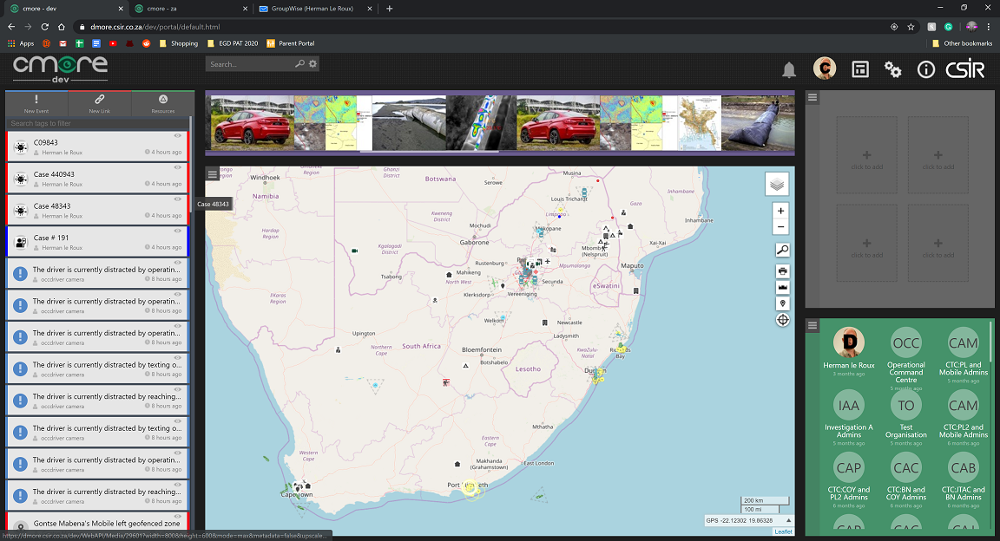 cmore - dev
cmore - za
GroupWise (Herman Le Roux)
dmore.csir.co.za/dev/portal/default.html
Apps
Shopping
EGD PAT 2020
Parent Portal
Other bookmarks
cmore
dev
Search...
CSIR
New Event
New Link
Resources
Search tags to filter
C09843
Herman le Roux
4 hours ago
Case 440943
Herman le Roux
4 hours ago
Case 48343
Herman le Roux
4 hours ago
Case 48343
Case # 191
Herman le Roux
4 hours ago
The driver is currently distracted by operatin...
occdriver camera
8 hours ago
The driver is currently distracted by operatin...
occdriver camera
8 hours ago
The driver is currently distracted by operatin...
occdriver camera
8 hours ago
The driver is currently distracted by texting o...
occdriver camera
8 hours ago
The driver is currently distracted by reaching...
occdriver camera
8 hours ago
The driver is currently distracted by texting o...
occdriver camera
8 hours ago
The driver is currently distracted by operatin...
occdriver camera
8 hours ago
The driver is currently distracted by reaching...
occdriver camera
8 hours ago
Gontse Mabena's Mobile left geofenced zone
https://dmore.csir.co.za/dev/WebAPI/Media/29601?width=800&height=600&mode=max&metadata=false&upscale...
Ghanzi
District
Windhoek
Botswana
Serowe
Musina
Namibia
Louis Trichardt
Gaza
Inhambane
Kweneng
District
Limpopo
Inhambane
Hardap
Region
Mochudi
Mokopane
Kgalagadi
District
Gaborone
Xai-Xai
Rustenburg
Mpumalanga
(Nelspruit)
Maputo
Tsabong
Mahikeng
North West
Secunda
eSwatini
ǁKaras
Region
Klerksdorp
Vereeniging
Welkom
Newcastle
Upington
Ladysmith
Northern
Cape
South Africa
Bloemfontein
KwaZulu-
Natal
Bay
Botshabelo
Lesotho
Mthatha
Eastern
Cape
Western
Cape
Makhanda
(Grahamstown)
East London
Cape Town
200 km
100 mi
GPS -22.12302 19.86328
Leaflet
click to add
click to add
click to add
click to add
Herman le Roux
3 months ago
OCC
Operational
Command
Centre
5 months ago
CAM
CTC:PL and
Mobile Admins
5 months ago
IAA
Investigation A
Admins
5 months ago
TO
Test
Organisation
6 months ago
CAM
CTC:PL2 and
Mobile Admins
6 months ago
CAP
CTC:COY and
PL2 Admins
6 months ago
CAC
CTC:BN and
COY Admins
6 months ago
CAB
CTC:JTAC and
BN Admins
6 months ago
CAP
CAC